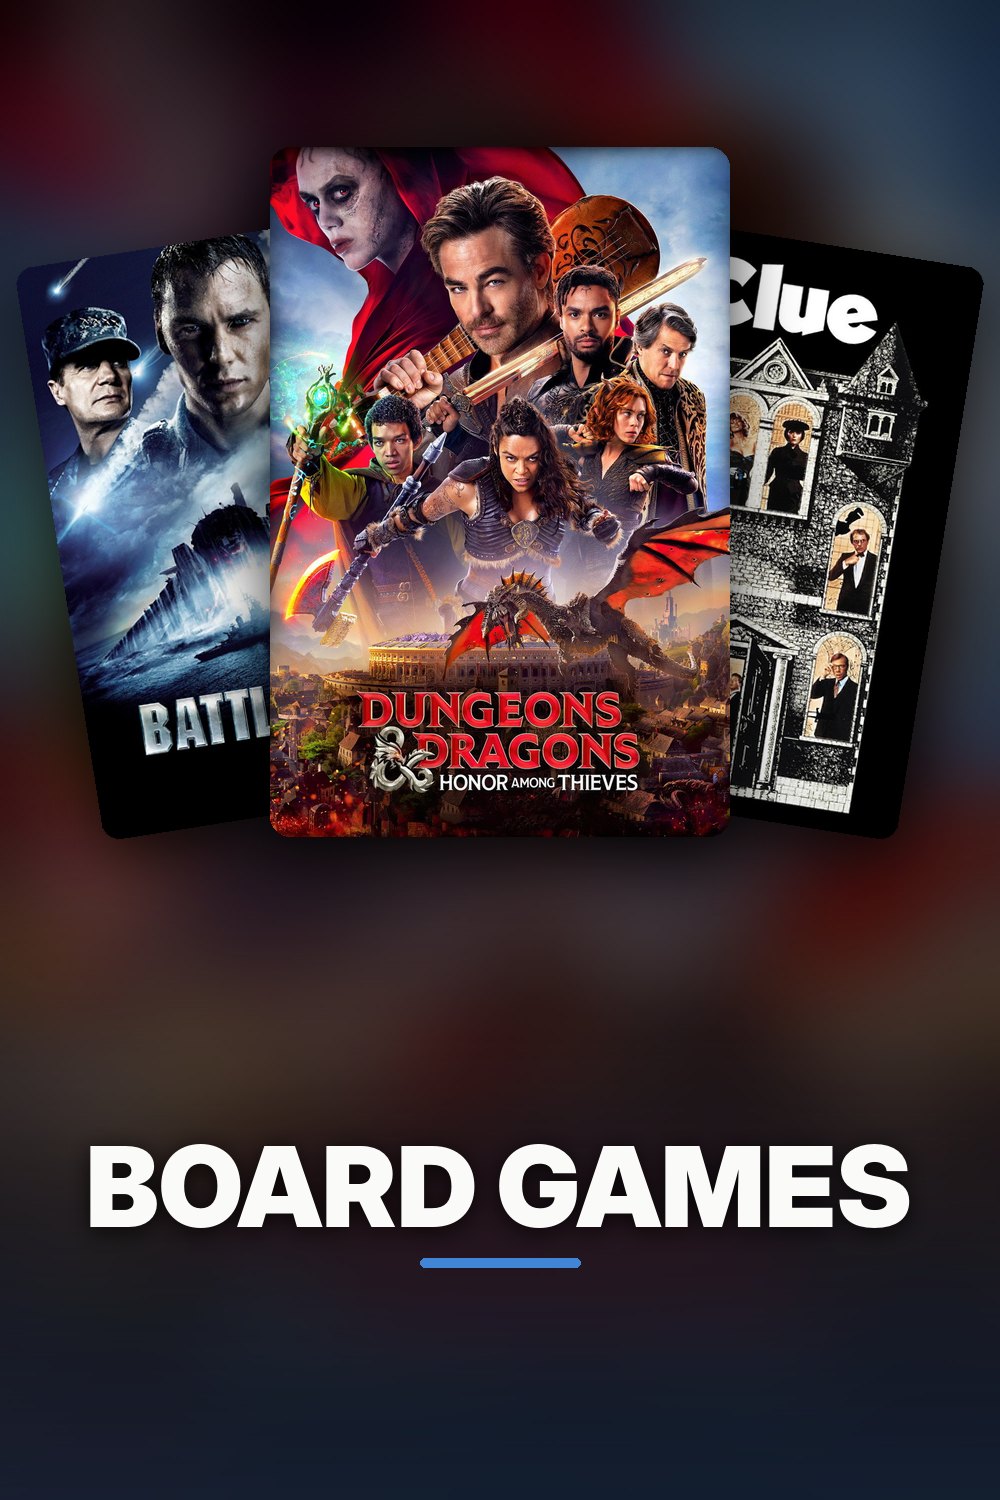 Clue
BATTL
DUNGEONS
& DRAGONS
HONOR AMONG THIEVES
BOARD GAMES